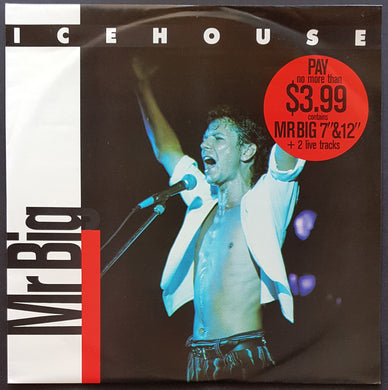 ICEHOUSE
PAY
no more than
$3.99
contains
MR BIG 7"&12"
+ 2 live tracks
Mr Big